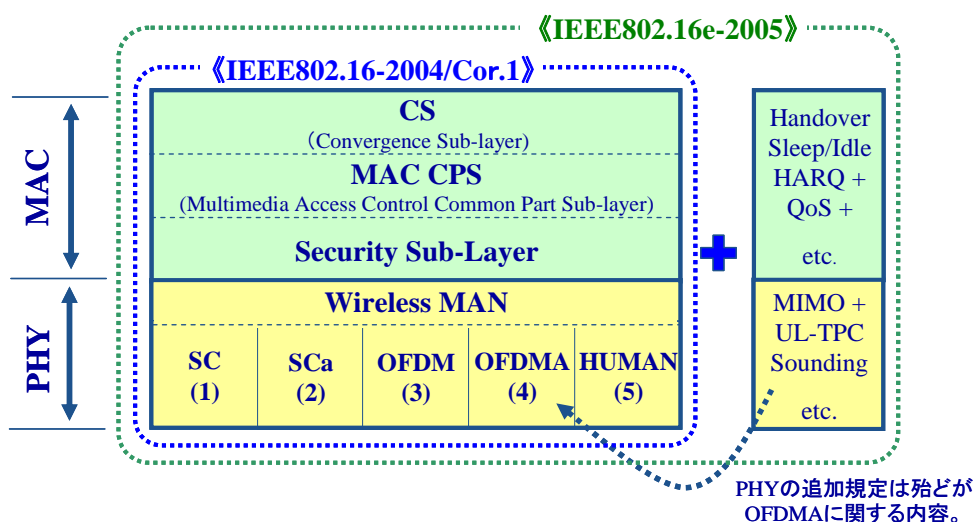 《IEEE802.16e-2005》
《IEEE802.16-2004/Cor.1》
MAC
CS
(Convergence Sub-layer)
MAC CPS
(Multimedia Access Control Common Part Sub-layer)
Security Sub-Layer
Handover
Sleep/Idle
HARQ +
QoS +
etc.
PHY
Wireless MAN
SC
(1)
SCa
(2)
OFDM
(3)
OFDMA
(4)
HUMAN
(5)
MIMO +
UL-TPC
Sounding
etc.
PHYの追加規定は殆どが
OFDMAに関する内容。